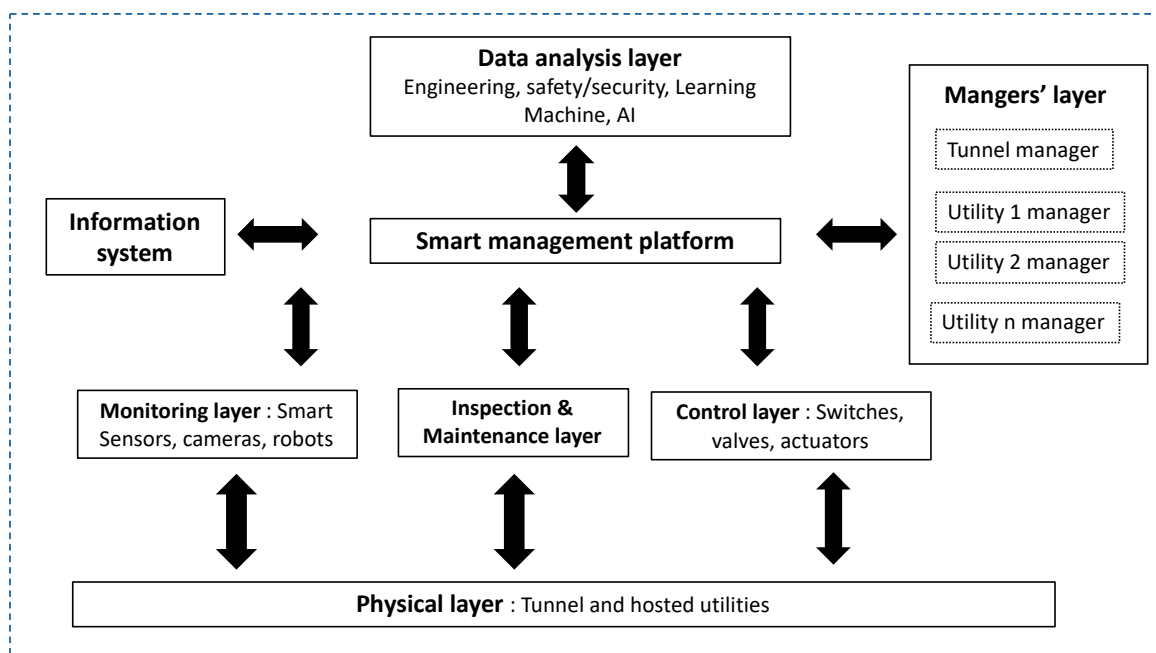 Data analysis layer
Engineering, safety/security, Learning
Machine, AI
Mangers’ layer
Tunnel manager
Utility 1 manager
Utility 2 manager
Utility n manager
Information
system
Smart management platform
Monitoring layer : Smart
Sensors, cameras, robots
Inspection &
Maintenance layer
Control layer : Switches,
valves, actuators
Physical layer : Tunnel and hosted utilities